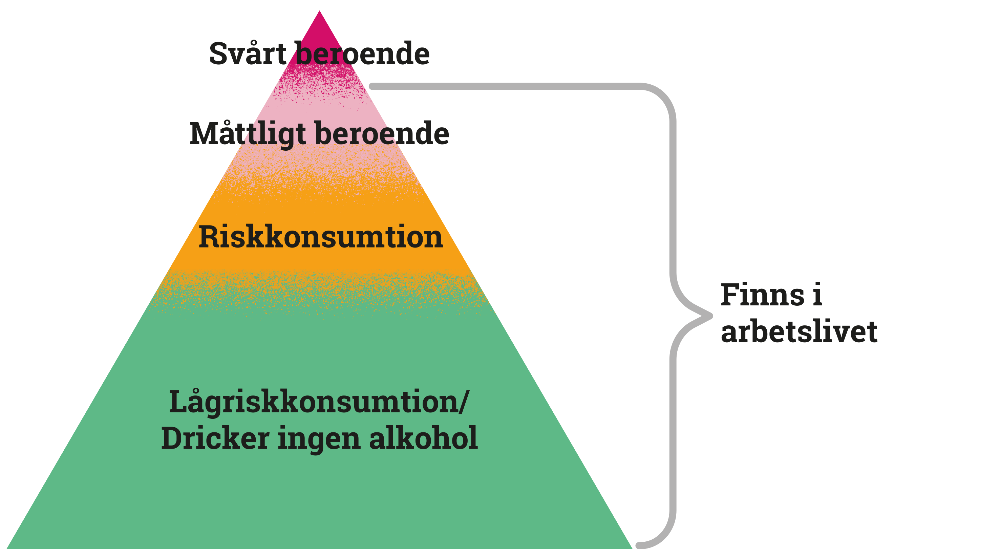 Svårt beroende
Måttligt beroende
Riskkonsumtion
Finns i
arbetslivet
Lågriskkonsumtion/
Dricker ingen alkohol